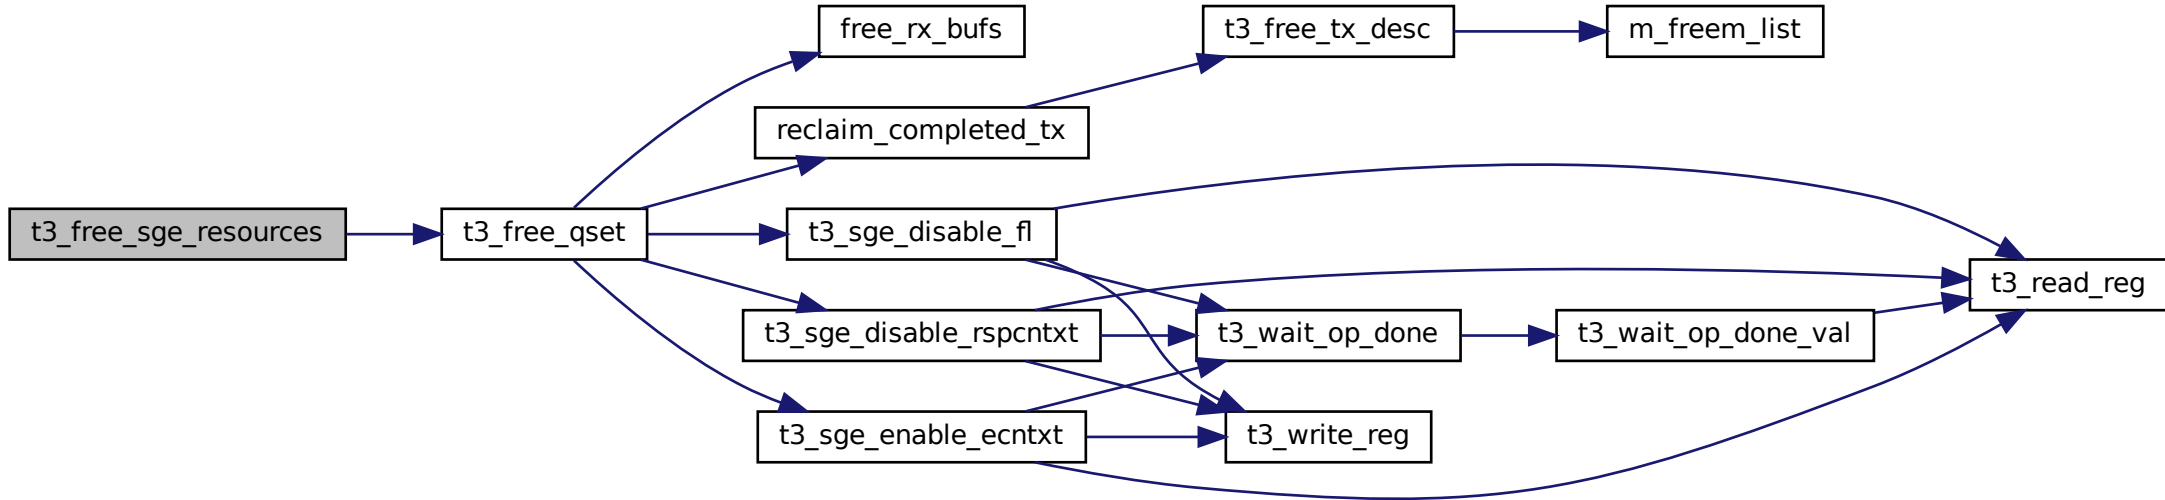 free_rx_bufs
t3_free_tx_desc
m_freem_list
reclaim_completed_tx
t3_free_sge_resources
t3_free_qset
t3_sge_disable_fl
t3_read_reg
t3_sge_disable_rspcntxt
t3_wait_op_done
t3_wait_op_done_val
t3_sge_enable_ecntxt
t3_write_reg